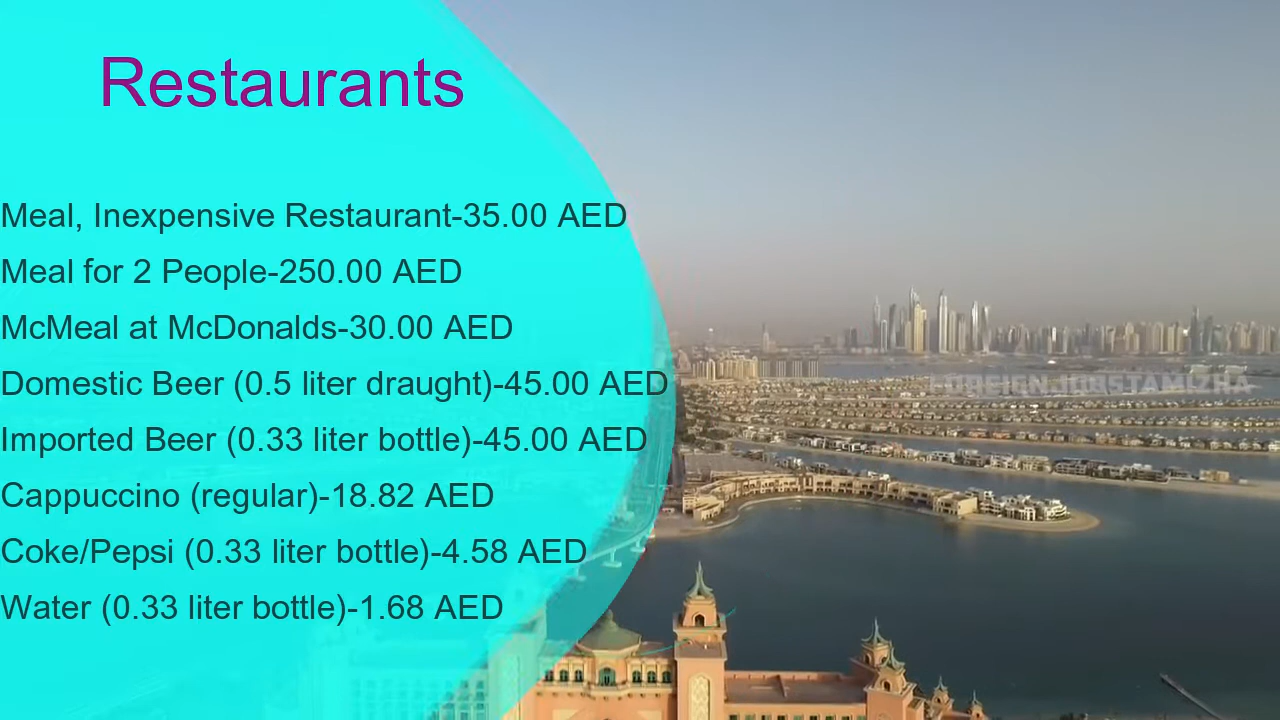 Restaurants
Meal, Inexpensive Restaurant-35.00 AED
Meal for 2 People-250.00 AED
McMeal at McDonalds-30.00 AED
Domestic Beer (0.5 liter draught)-45.00 AED
Imported Beer (0.33 liter bottle)-45.00 AED
Cappuccino (regular)-18.82 AED
Coke/Pepsi (0.33 liter bottle)-4.58 AED
Water (0.33 liter bottle)-1.68 AED
FOREIGNJOBSTAMIZHA